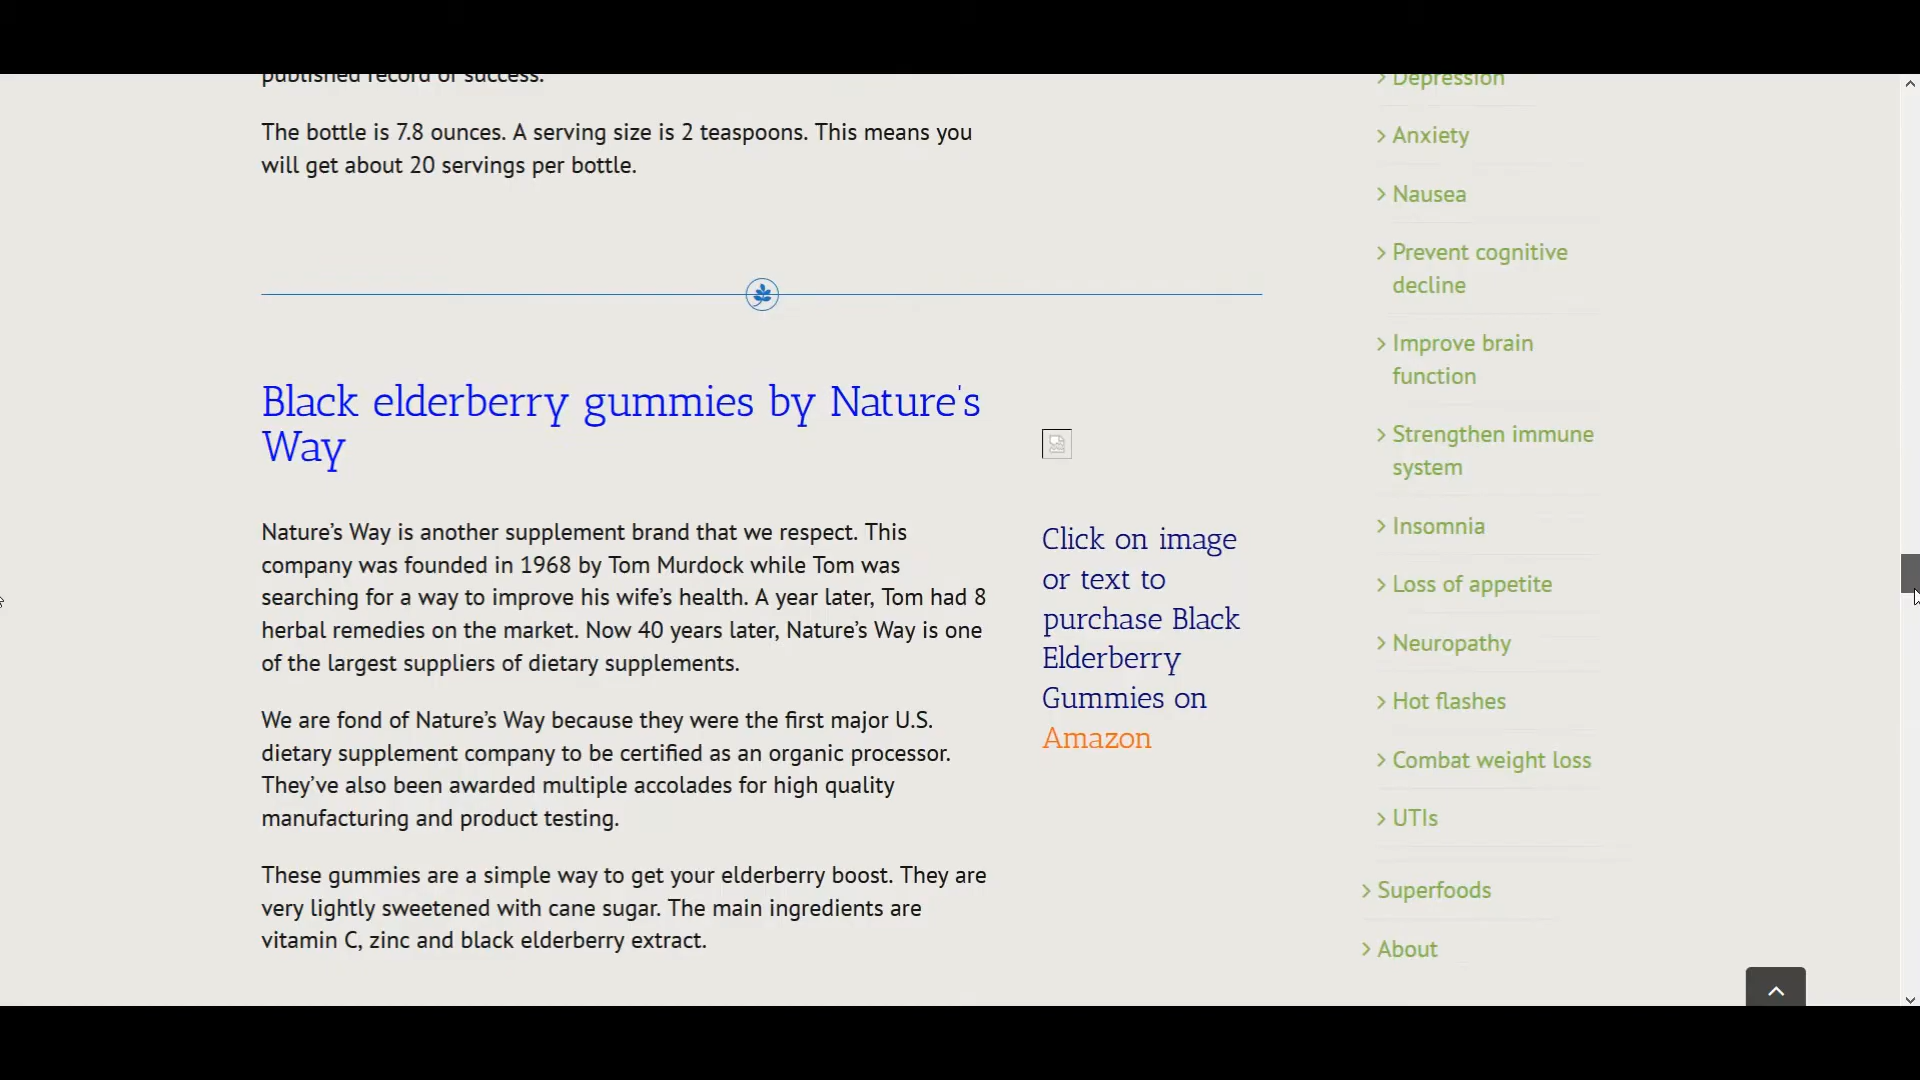 published record of success.
The bottle is 7.8 ounces. A serving size is 2 teaspoons. This means you
will get about 20 servings per bottle.
Black elderberry gummies by Nature's
Way
Nature’s Way is another supplement brand that we respect. This
company was founded in 1968 by Tom Murdock while Tom was
searching for a way to improve his wife’s health. A year later, Tom had 8
herbal remedies on the market. Now 40 years later, Nature’s Way is one
of the largest suppliers of dietary supplements.
We are fond of Nature’s Way because they were the first major U.S.
dietary supplement company to be certified as an organic processor.
They’ve also been awarded multiple accolades for high quality
manufacturing and product testing.
These gummies are a simple way to get your elderberry boost. They are
very lightly sweetened with cane sugar. The main ingredients are
vitamin C, zinc and black elderberry extract.
Click on image
or text to
purchase Black
Elderberry
Gummies on
Amazon
Depression
Anxiety
Nausea
Prevent cognitive
decline
Improve brain
function
Strengthen immune
system
Insomnia
Loss of appetite
Neuropathy
Hot flashes
Combat weight loss
UTIs
Superfoods
About